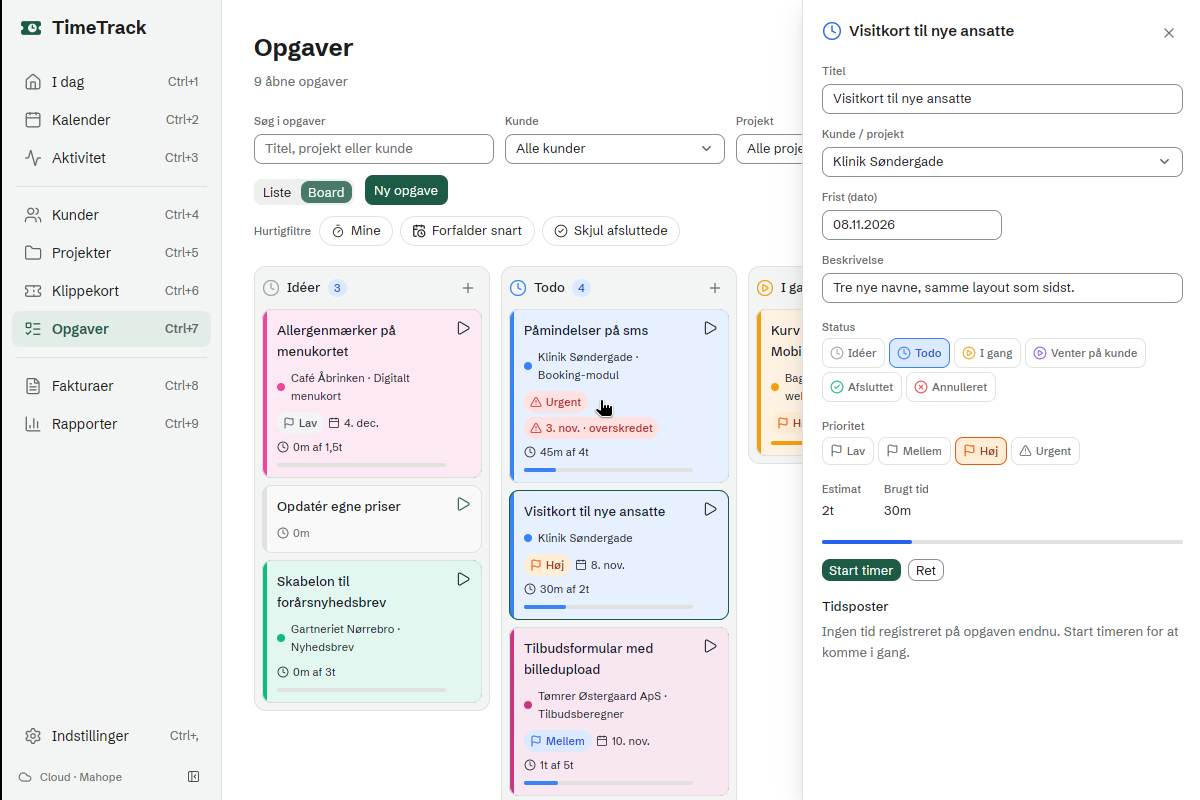 TimeTrack
I dag Ctrl+1
Kalender Ctrl+2
Aktivitet Ctrl+3
Kunder Ctrl+4
Projekter Ctrl+5
Klippekort Ctrl+6
Opgaver Ctrl+7
Fakturaer Ctrl+8
Rapporter Ctrl+9
Indstillinger Ctrl+,
Cloud · Mahope
Opgaver
9 åbne opgaver
Søg i opgaver
Titel, projekt eller kunde
Kunde
Alle kunder
Projekt
Alle proje
Liste
Board
Ny opgave
Hurtigfiltre
Mine
Forfalder snart
Skjul afsluttede
Idéer 3
Allergenmærker på
menukortet
Café Åbrinken · Digitalt
menukort
Lav 4. dec.
0m af 1,5t
Opdatér egne priser
0m
Skabelon til
forårsnyhedsbrev
Gartneriet Nørrebro ·
Nyhedsbrev
0m af 3t
Todo 4
Påmindelser på sms
Klinik Søndergade ·
Booking-modul
Urgent
3. nov. · overskredet
45m af 4t
Visitkort til nye ansatte
Klinik Søndergade
Høj 8. nov.
30m af 2t
Tilbudsformular med
billedupload
Tømrer Østergaard ApS ·
Tilbudsberegner
Mellem 10. nov.
1t af 5t
I ga
Kurv
Mobi
Bag
wel
H
Visitkort til nye ansatte
Titel
Visitkort til nye ansatte
Kunde / projekt
Klinik Søndergade
Frist (dato)
08.11.2026
Beskrivelse
Tre nye navne, samme layout som sidst.
Status
Idéer Todo I gang Venter på kunde
Afsluttet Annulleret
Prioritet
Lav Mellem Høj Urgent
Estimat Brugt tid
2t 30m
Start timer Ret
Tidsposter
Ingen tid registreret på opgaven endnu. Start timeren for at
komme i gang.